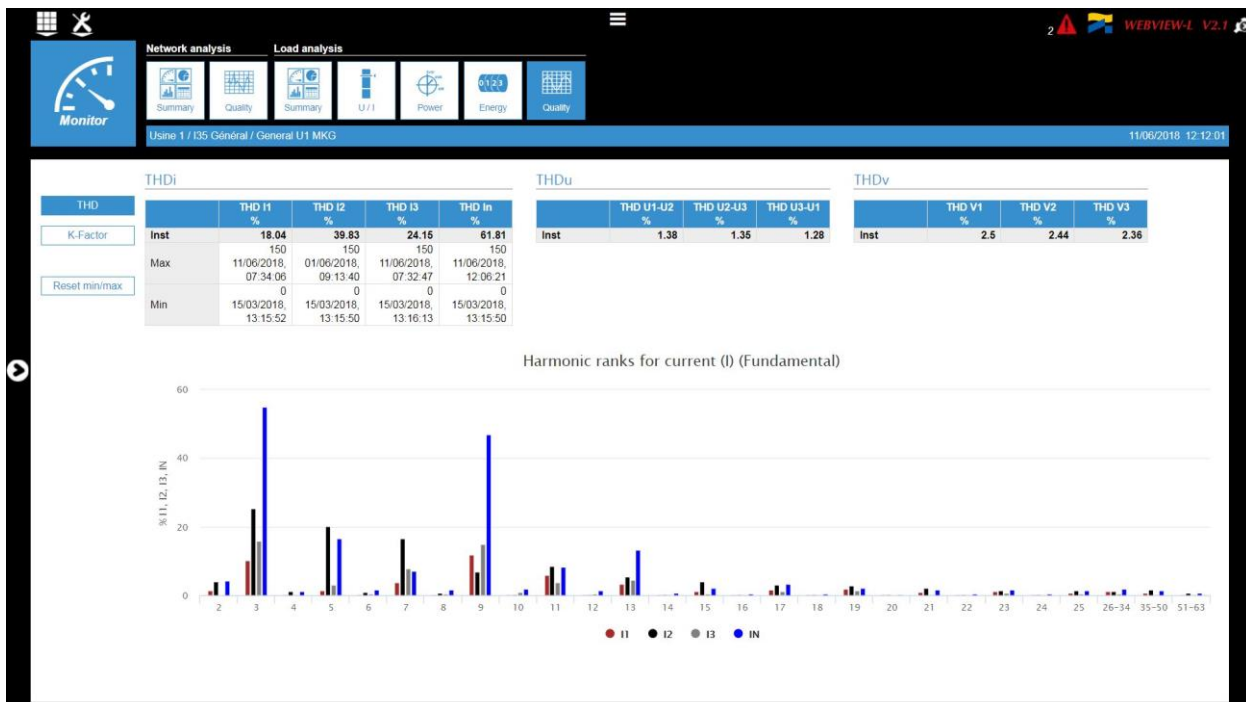 2 WEBVIEW-L V2.1
Network analysis Load analysis
0 1 2 3
Summary Quality Summary U / I Power Energy Quality
Monitor
Usine 1 / I35 Général / General U1 MKG 11/06/2018 12:12:01
THDi THDu THDv
THD
K-Factor
Reset min/max
THD I1 THD I2 THD I3 THD In THD U1-U2 THD U2-U3 THD U3-U1 THD V1 THD V2 THD V3
% % % % % % % % % %
Inst 18.04 39.83 24.15 61.81 Inst 1.38 1.35 1.28 Inst 2.5 2.44 2.36
150 150 150 150
Max 11/06/2018, 01/06/2018, 11/06/2018, 11/06/2018,
07:34:06 09:13:40 07:32:47 12:06:21
0 0 0 0
Min 15/03/2018, 15/03/2018, 15/03/2018, 15/03/2018,
13:15:52 13:15:50 13:16:13 13:15:50
Harmonic ranks for current (I) (Fundamental)
% I1, I2, I3, IN
60
40
20
0
2 3 4 5 6 7 8 9 10 11 12 13 14 15 16 17 18 19 20 21 22 23 24 25 26-34 35-50 51-63
I1 I2 I3 IN